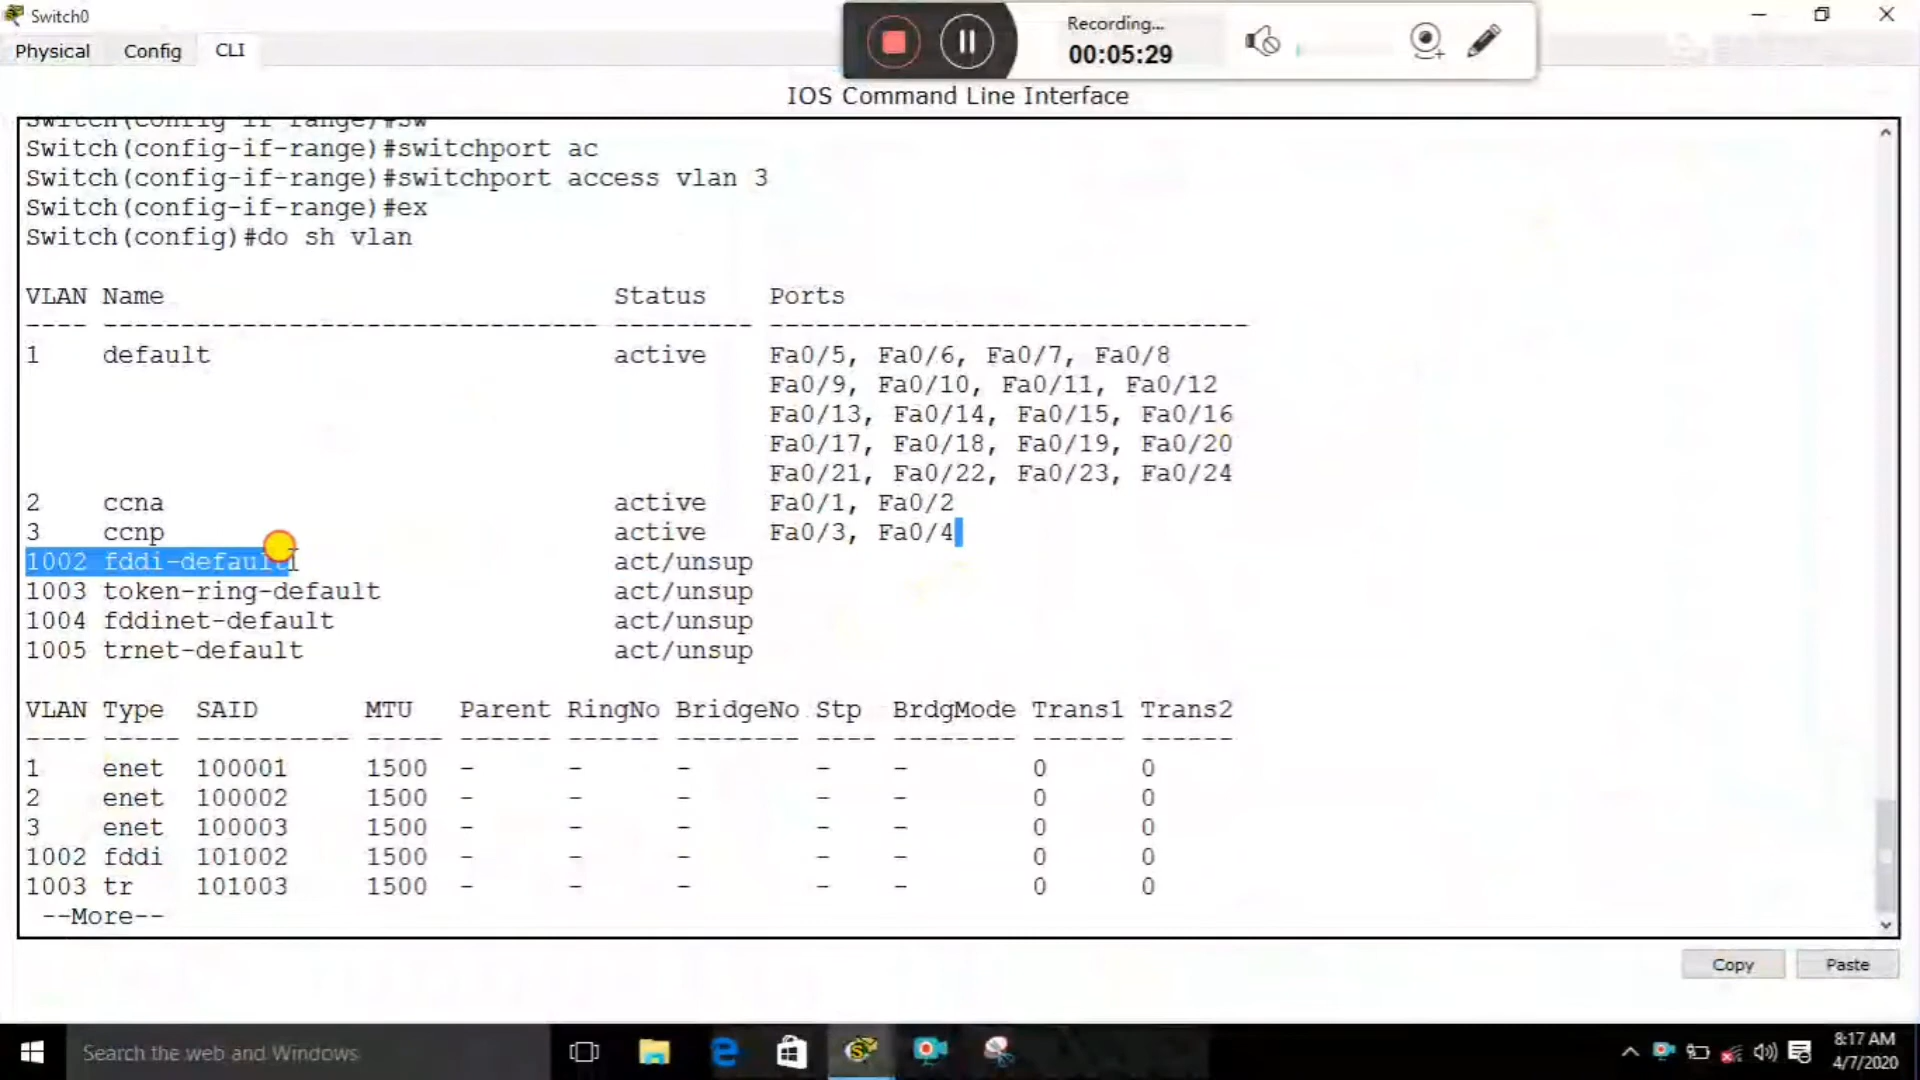 Switch0
Recording...
00:05:29
Physical Config CLI
IOS Command Line Interface
Switch(config-if-range)#sw
Switch(config-if-range)#switchport ac
Switch(config-if-range)#switchport access vlan 3
Switch(config-if-range)#ex
Switch(config)#do sh vlan
VLAN Name Status Ports
---- -------------------------------- --------- -------------------------------
1 default active Fa0/5, Fa0/6, Fa0/7, Fa0/8
Fa0/9, Fa0/10, Fa0/11, Fa0/12
Fa0/13, Fa0/14, Fa0/15, Fa0/16
Fa0/17, Fa0/18, Fa0/19, Fa0/20
Fa0/21, Fa0/22, Fa0/23, Fa0/24
2 ccna active Fa0/1, Fa0/2
3 ccnp active Fa0/3, Fa0/4
1002 fddi-default act/unsup
1003 token-ring-default act/unsup
1004 fddinet-default act/unsup
1005 trnet-default act/unsup
VLAN Type SAID MTU Parent RingNo BridgeNo Stp BrdgMode Trans1 Trans2
---- ----- ---------- ----- ------ ------ -------- ---- -------- ------ ------
1 enet 100001 1500 - - - - - 0 0
2 enet 100002 1500 - - - - - 0 0
3 enet 100003 1500 - - - - - 0 0
1002 fddi 101002 1500 - - - - - 0 0
1003 tr 101003 1500 - - - - - 0 0
--More--
Copy Paste
Search the web and Windows
8:17 AM
4/7/2020